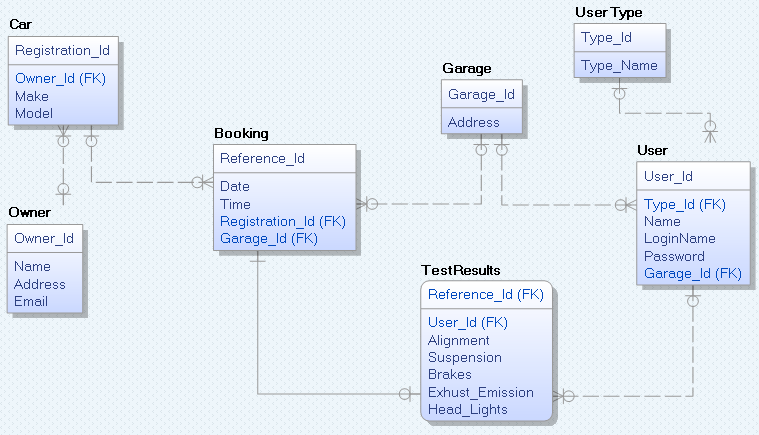 Car
Registration_Id
Owner_Id (FK)
Make
Model
Owner
Owner_Id
Name
Address
Email
Booking
Reference_Id
Date
Time
Registration_Id (FK)
Garage_Id (FK)
Garage
Garage_Id
Address
UserType
Type_Id
Type_Name
User
User_Id
Type_Id (FK)
Name
LoginName
Password
Garage_Id (FK)
TestResults
Reference_Id (FK)
User_Id (FK)
Alignment
Suspension
Brakes
Exhust_Emission
Head_Lights